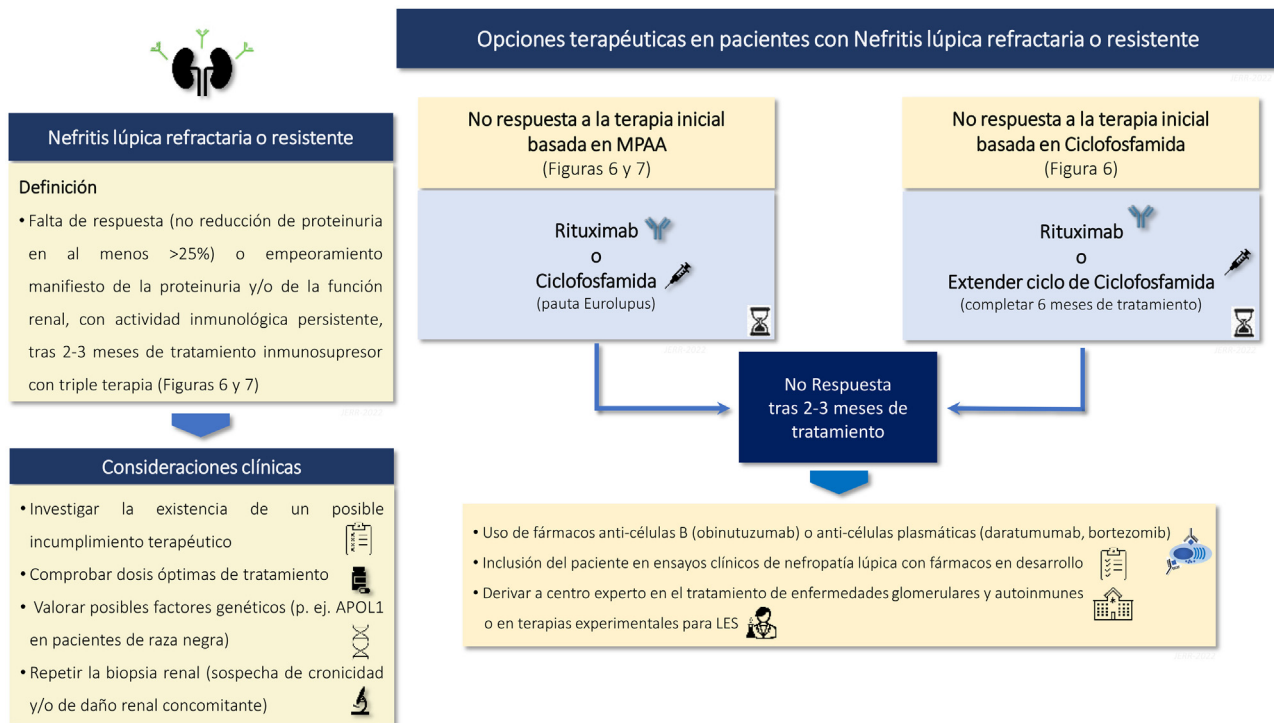 Nefritis lúpica refractaria o resistente
Definición
• Falta de respuesta (no reducción de proteinuria
en al menos >25%) o empeoramiento
manifiesto de la proteinuria y/o de la función
renal, con actividad inmunológica persistente,
tras 2-3 meses de tratamiento inmunosupresor
con triple terapia (Figuras 6 y 7)
Consideraciones clínicas
• Investigar la existencia de un posible
incumplimiento terapéutico
• Comprobar dosis óptimas de tratamiento
• Valorar posibles factores genéticos (p. ej. APOL1
en pacientes de raza negra)
• Repetir la biopsia renal (sospecha de cronicidad
y/o de daño renal concomitante)
Opciones terapéuticas en pacientes con Nefritis lúpica refractaria o resistente
No respuesta a la terapia inicial
basada en MPAA
(Figuras 6 y 7)
Rituximab
o
Ciclofosfamida
(pauta Eurolupus)
No respuesta a la terapia inicial
basada en Ciclofosfamida
(Figura 6)
Rituximab
o
Extender ciclo de Ciclofosfamida
(completar 6 meses de tratamiento)
No Respuesta
tras 2-3 meses de
tratamiento
• Uso de fármacos anti-células B (obinutuzumab) o anti-células plasmáticas (daratumumab, bortezomib)
• Inclusión del paciente en ensayos clínicos de nefropatía lúpica con fármacos en desarrollo
• Derivar a centro experto en el tratamiento de enfermedades glomerulares y autoinmunes
o en terapias experimentales para LES